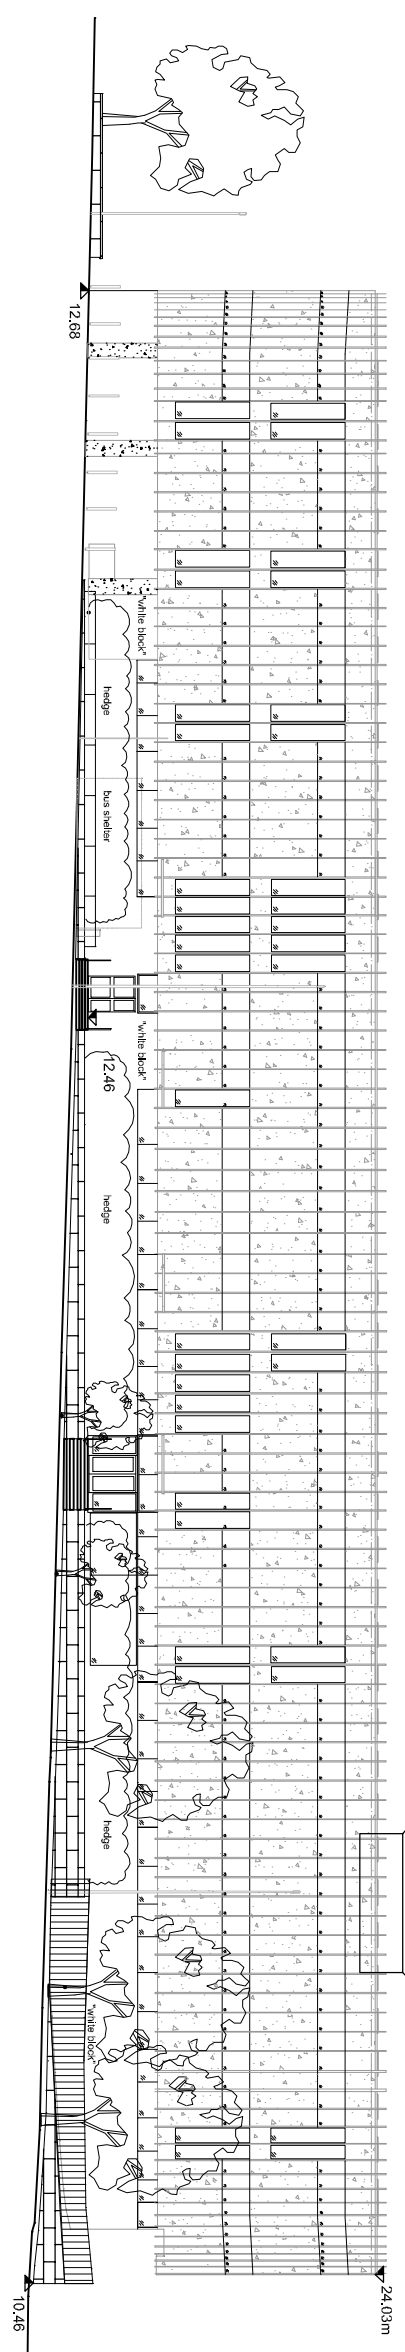 12.68
"white block"
hedge
bus shelter
"white block"
12.46
hedge
hedge
"white block"
24.03m
10.46